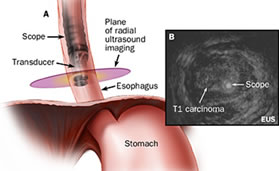 A
Scope
Transducer
Plane
of radial
ultrasound
imaging
Esophagus
Stomach
B
Scope
T1 carcinoma
EUS